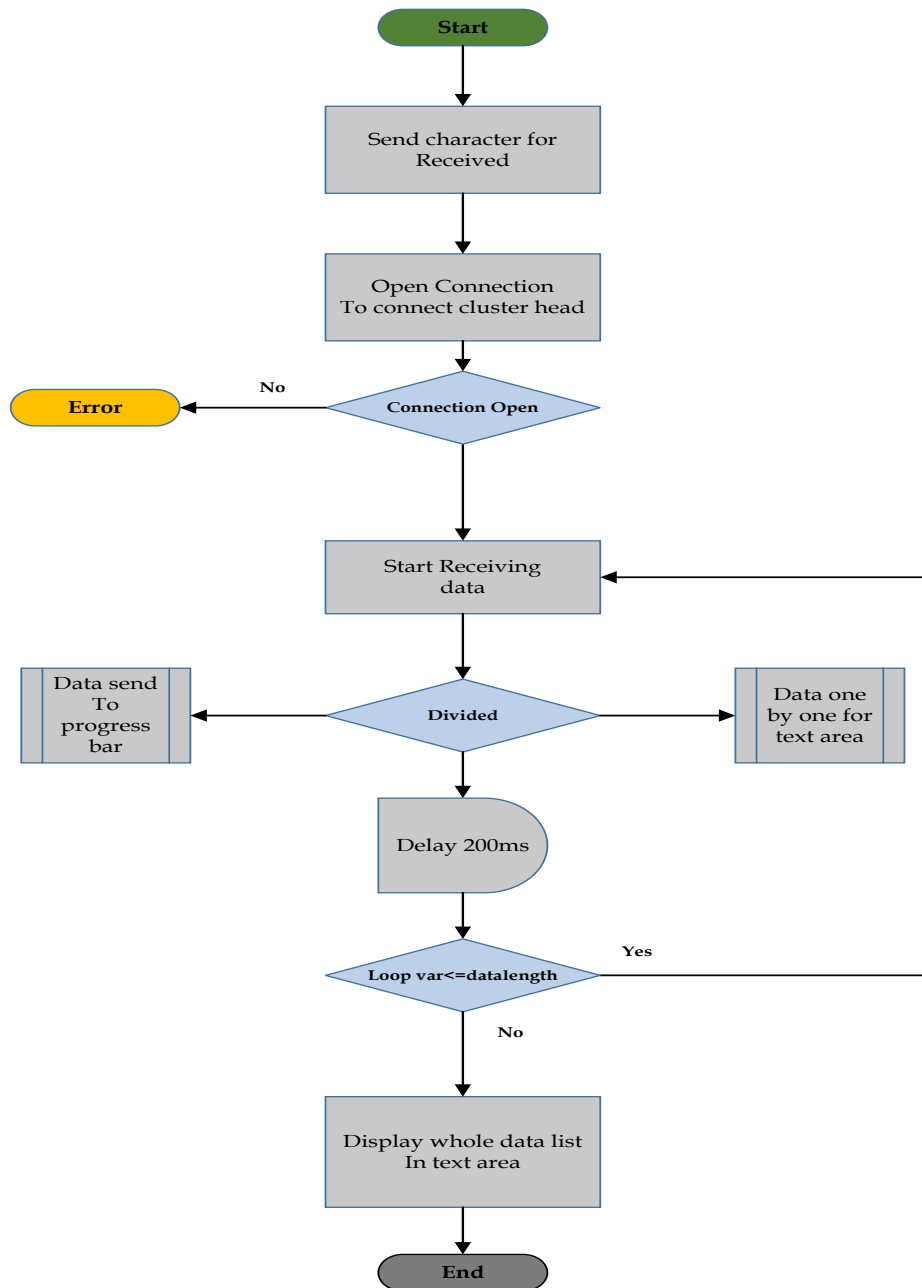 Start
Send character for
Received
Open Connection
To connect cluster head
No
Error
Connection Open
Start Receiving
data
Data send
To
progress
bar
Divided
Data one
by one for
text area
Delay 200ms
Yes
Loop var<=datalength
No
Display whole data list
In text area
End